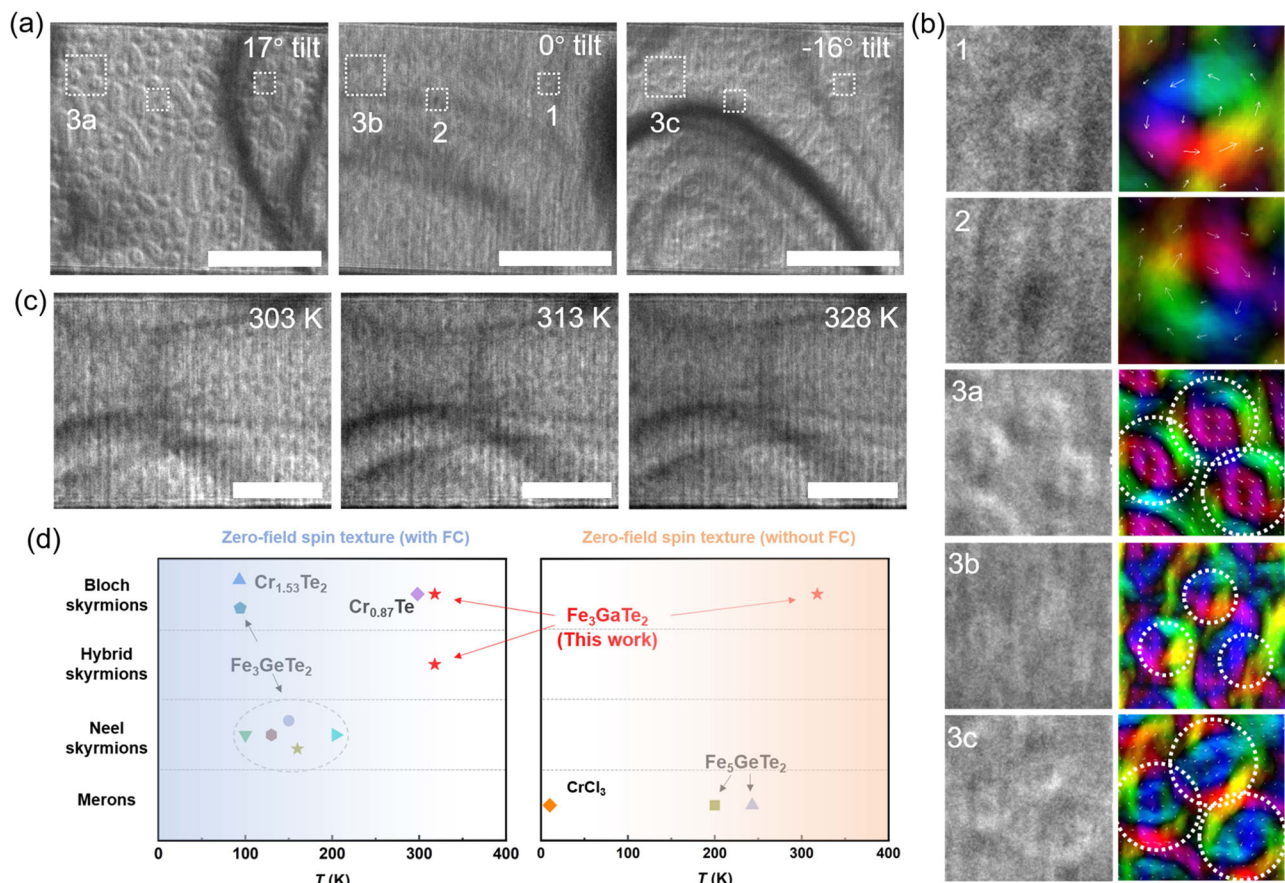 (a)
17° tilt
0° tilt
-16° tilt
3a
3b
2
1
3c
(b)
1
2
3a
3b
3c
(c)
303 K
313 K
328 K
(d)
Zero-field spin texture (with FC)
Zero-field spin texture (without FC)
Bloch
skyrmions
Hybrid
skyrmions
Neel
skyrmions
Merons
Cr₁.₅₃Te₂
Cr₀.₈₇Te
Fe₃GeTe₂
Fe₃GaTe₂
(This work)
Fe₅GeTe₂
CrCl₃
0 100 200 300 400
0 100 200 300 400
T (K)
T (K)